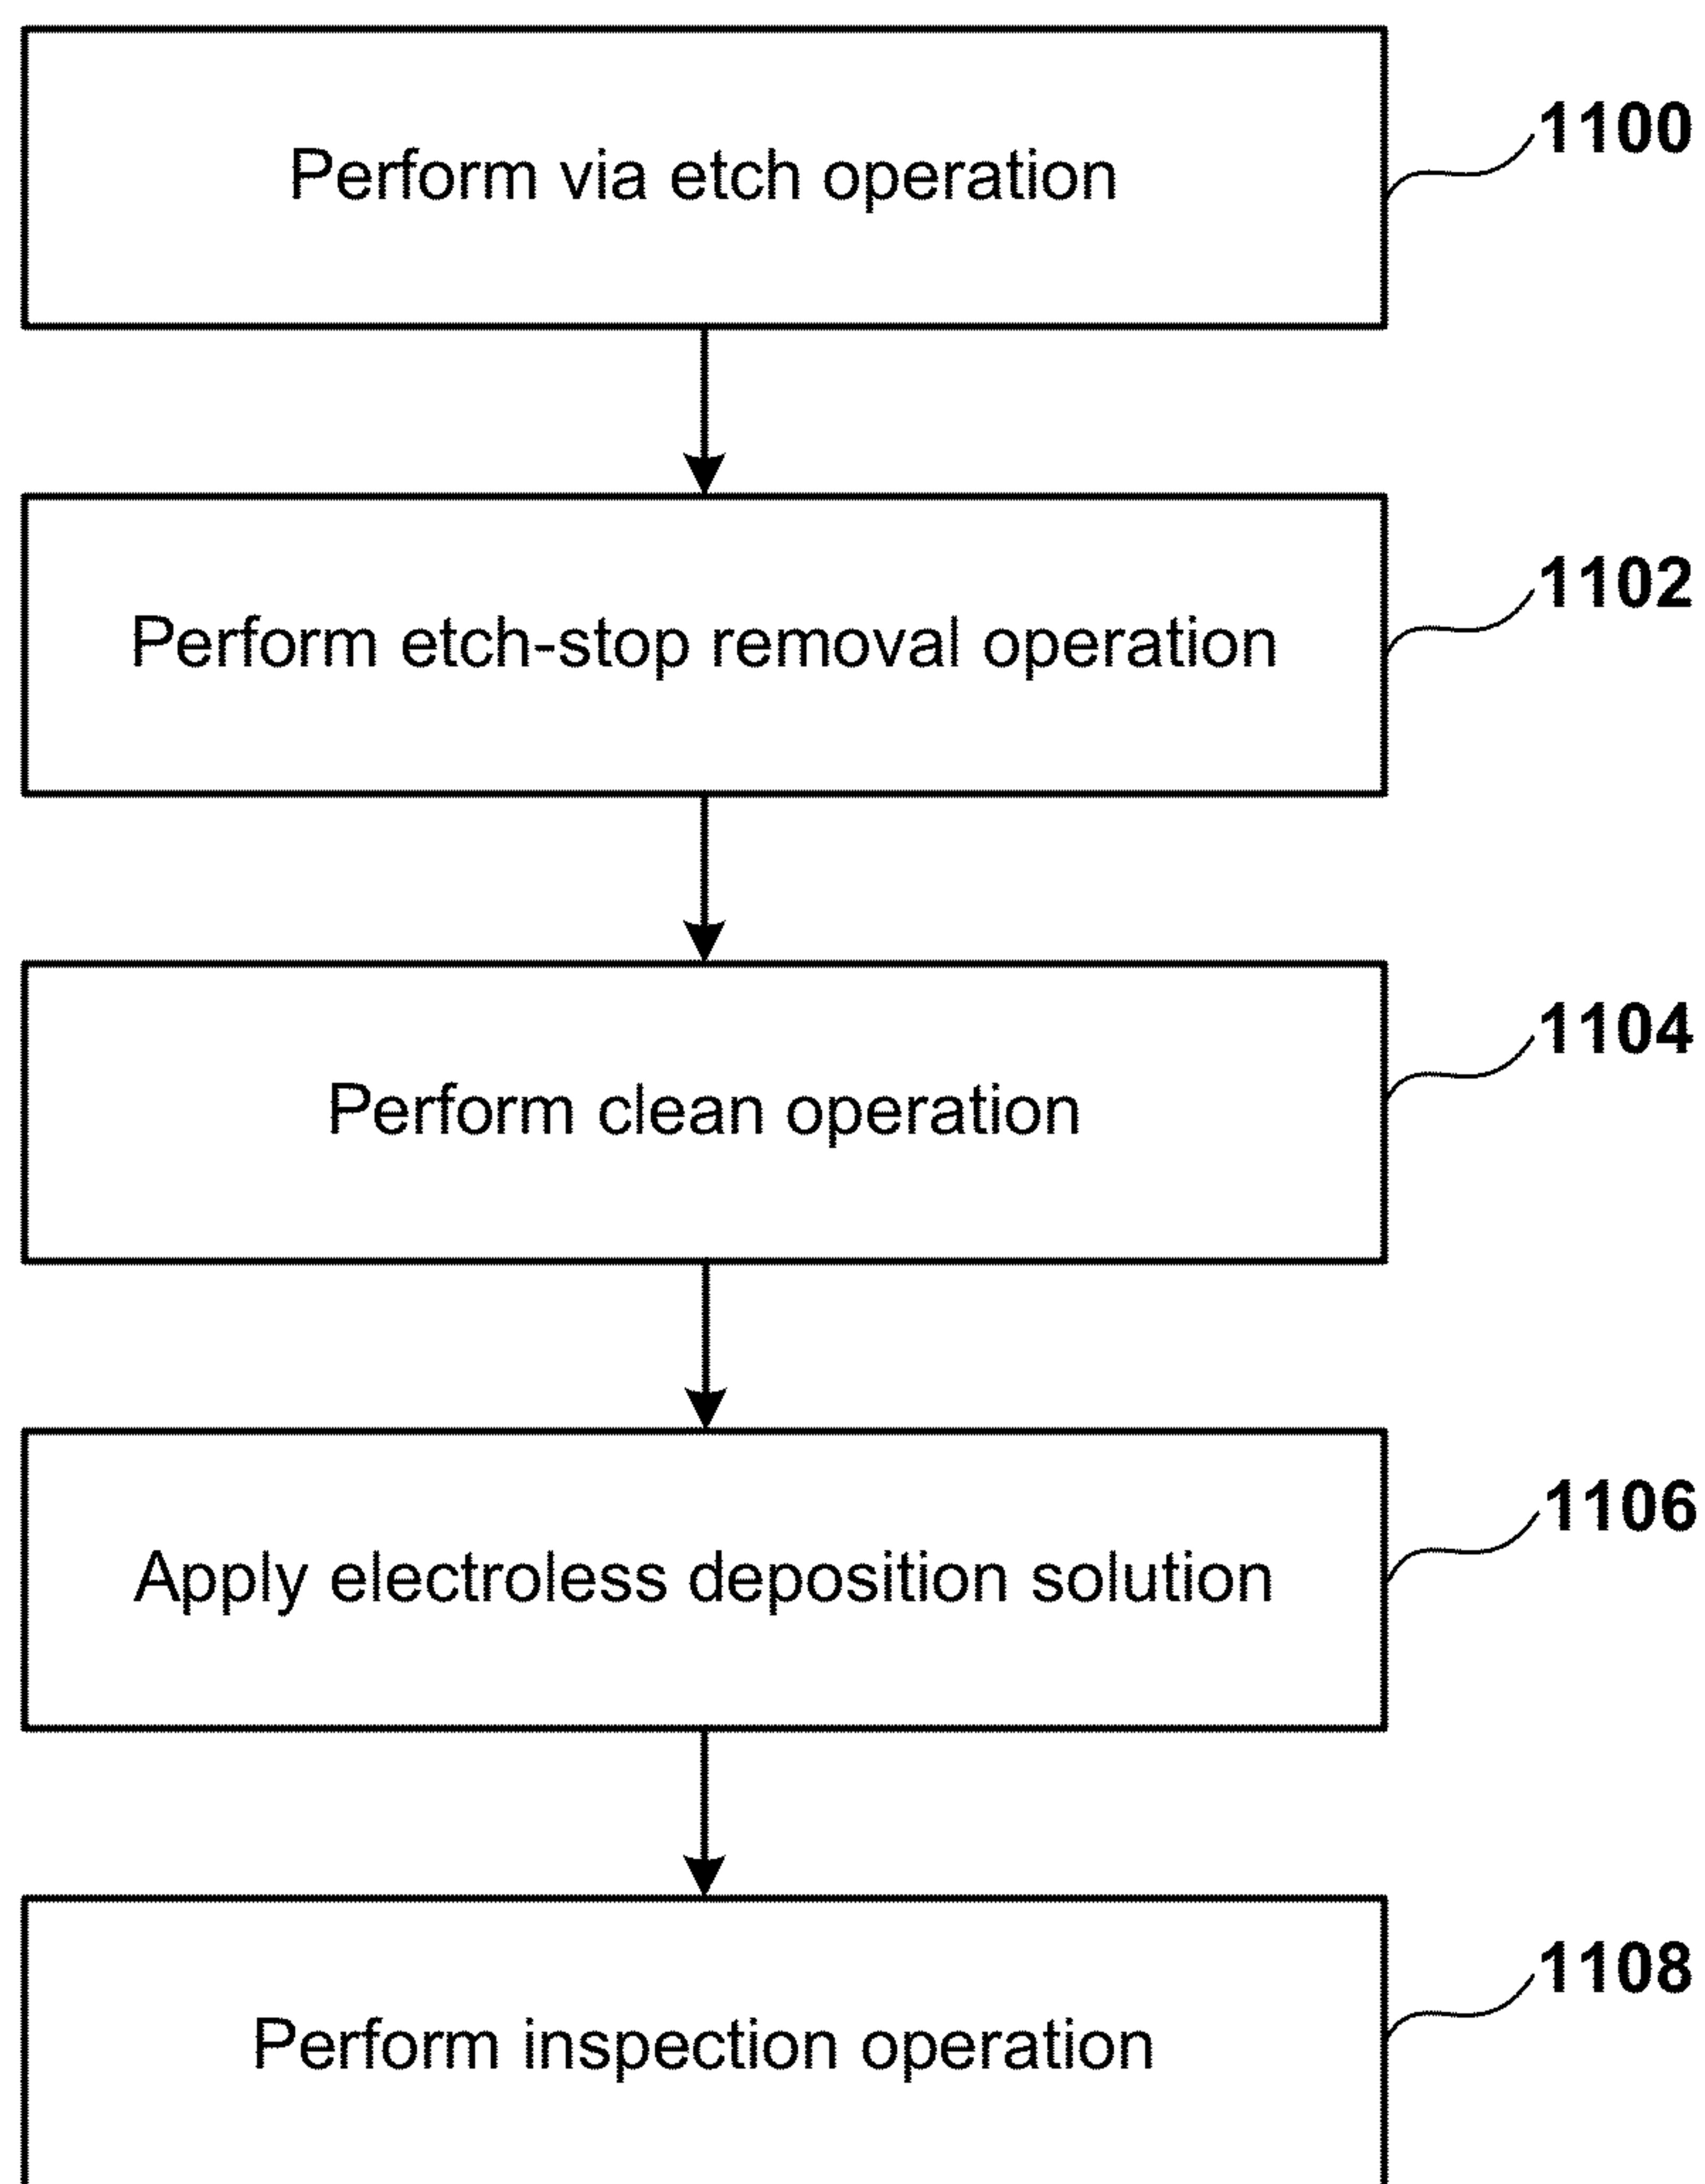 Perform via etch operation
1100
Perform etch-stop removal operation
1102
Perform clean operation
1104
Apply electroless deposition solution
1106
Perform inspection operation
1108